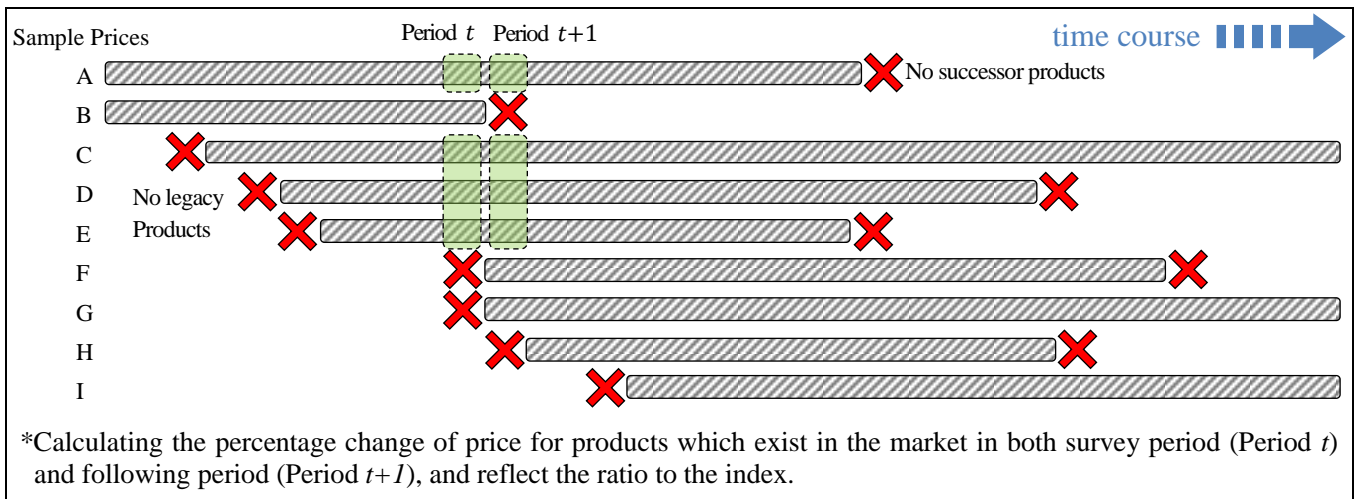 Sample Prices
Period t
Period t+1
time course
A
No successor products
B
C
D
No legacy
Products
E
F
G
H
I
*Calculating the percentage change of price for products which exist in the market in both survey period (Period t)
and following period (Period t+1), and reflect the ratio to the index.